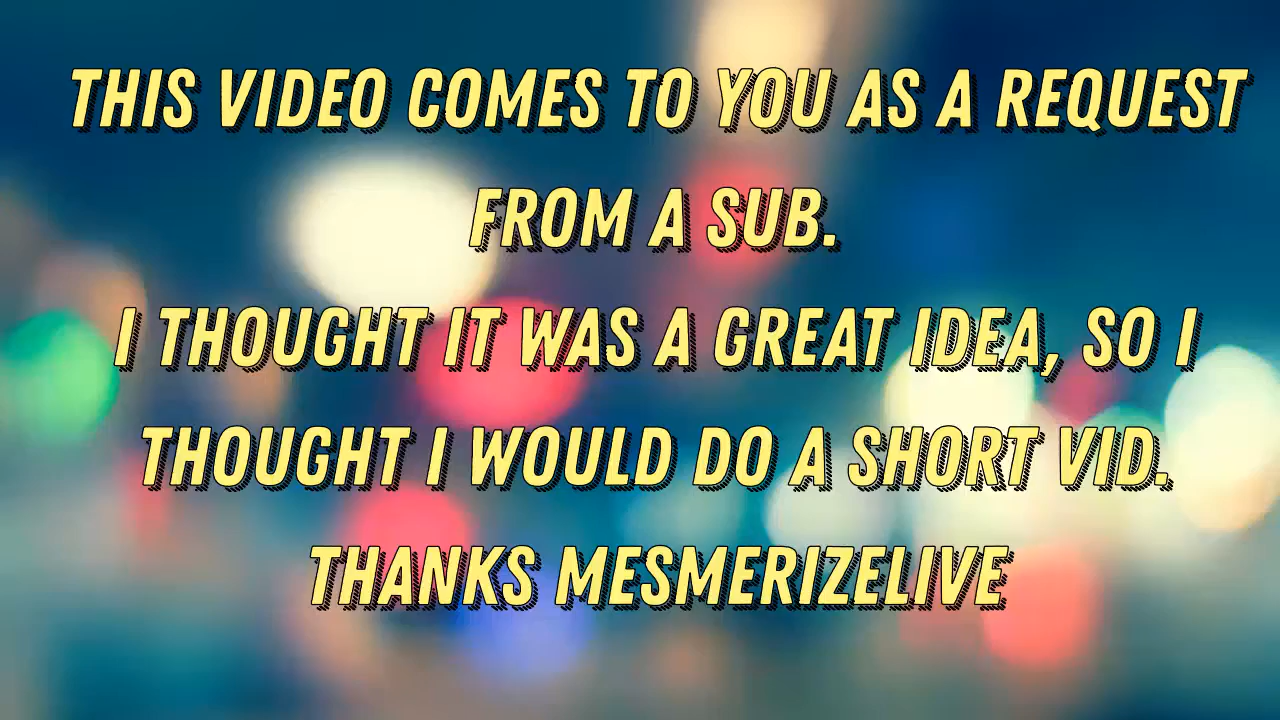 THIS VIDEO COMES TO YOU AS A REQUEST
FROM A SUB.
I THOUGHT IT WAS A GREAT IDEA, SO I
THOUGHT I WOULD DO A SHORT VID.
THANKS MESMERIZELIVE